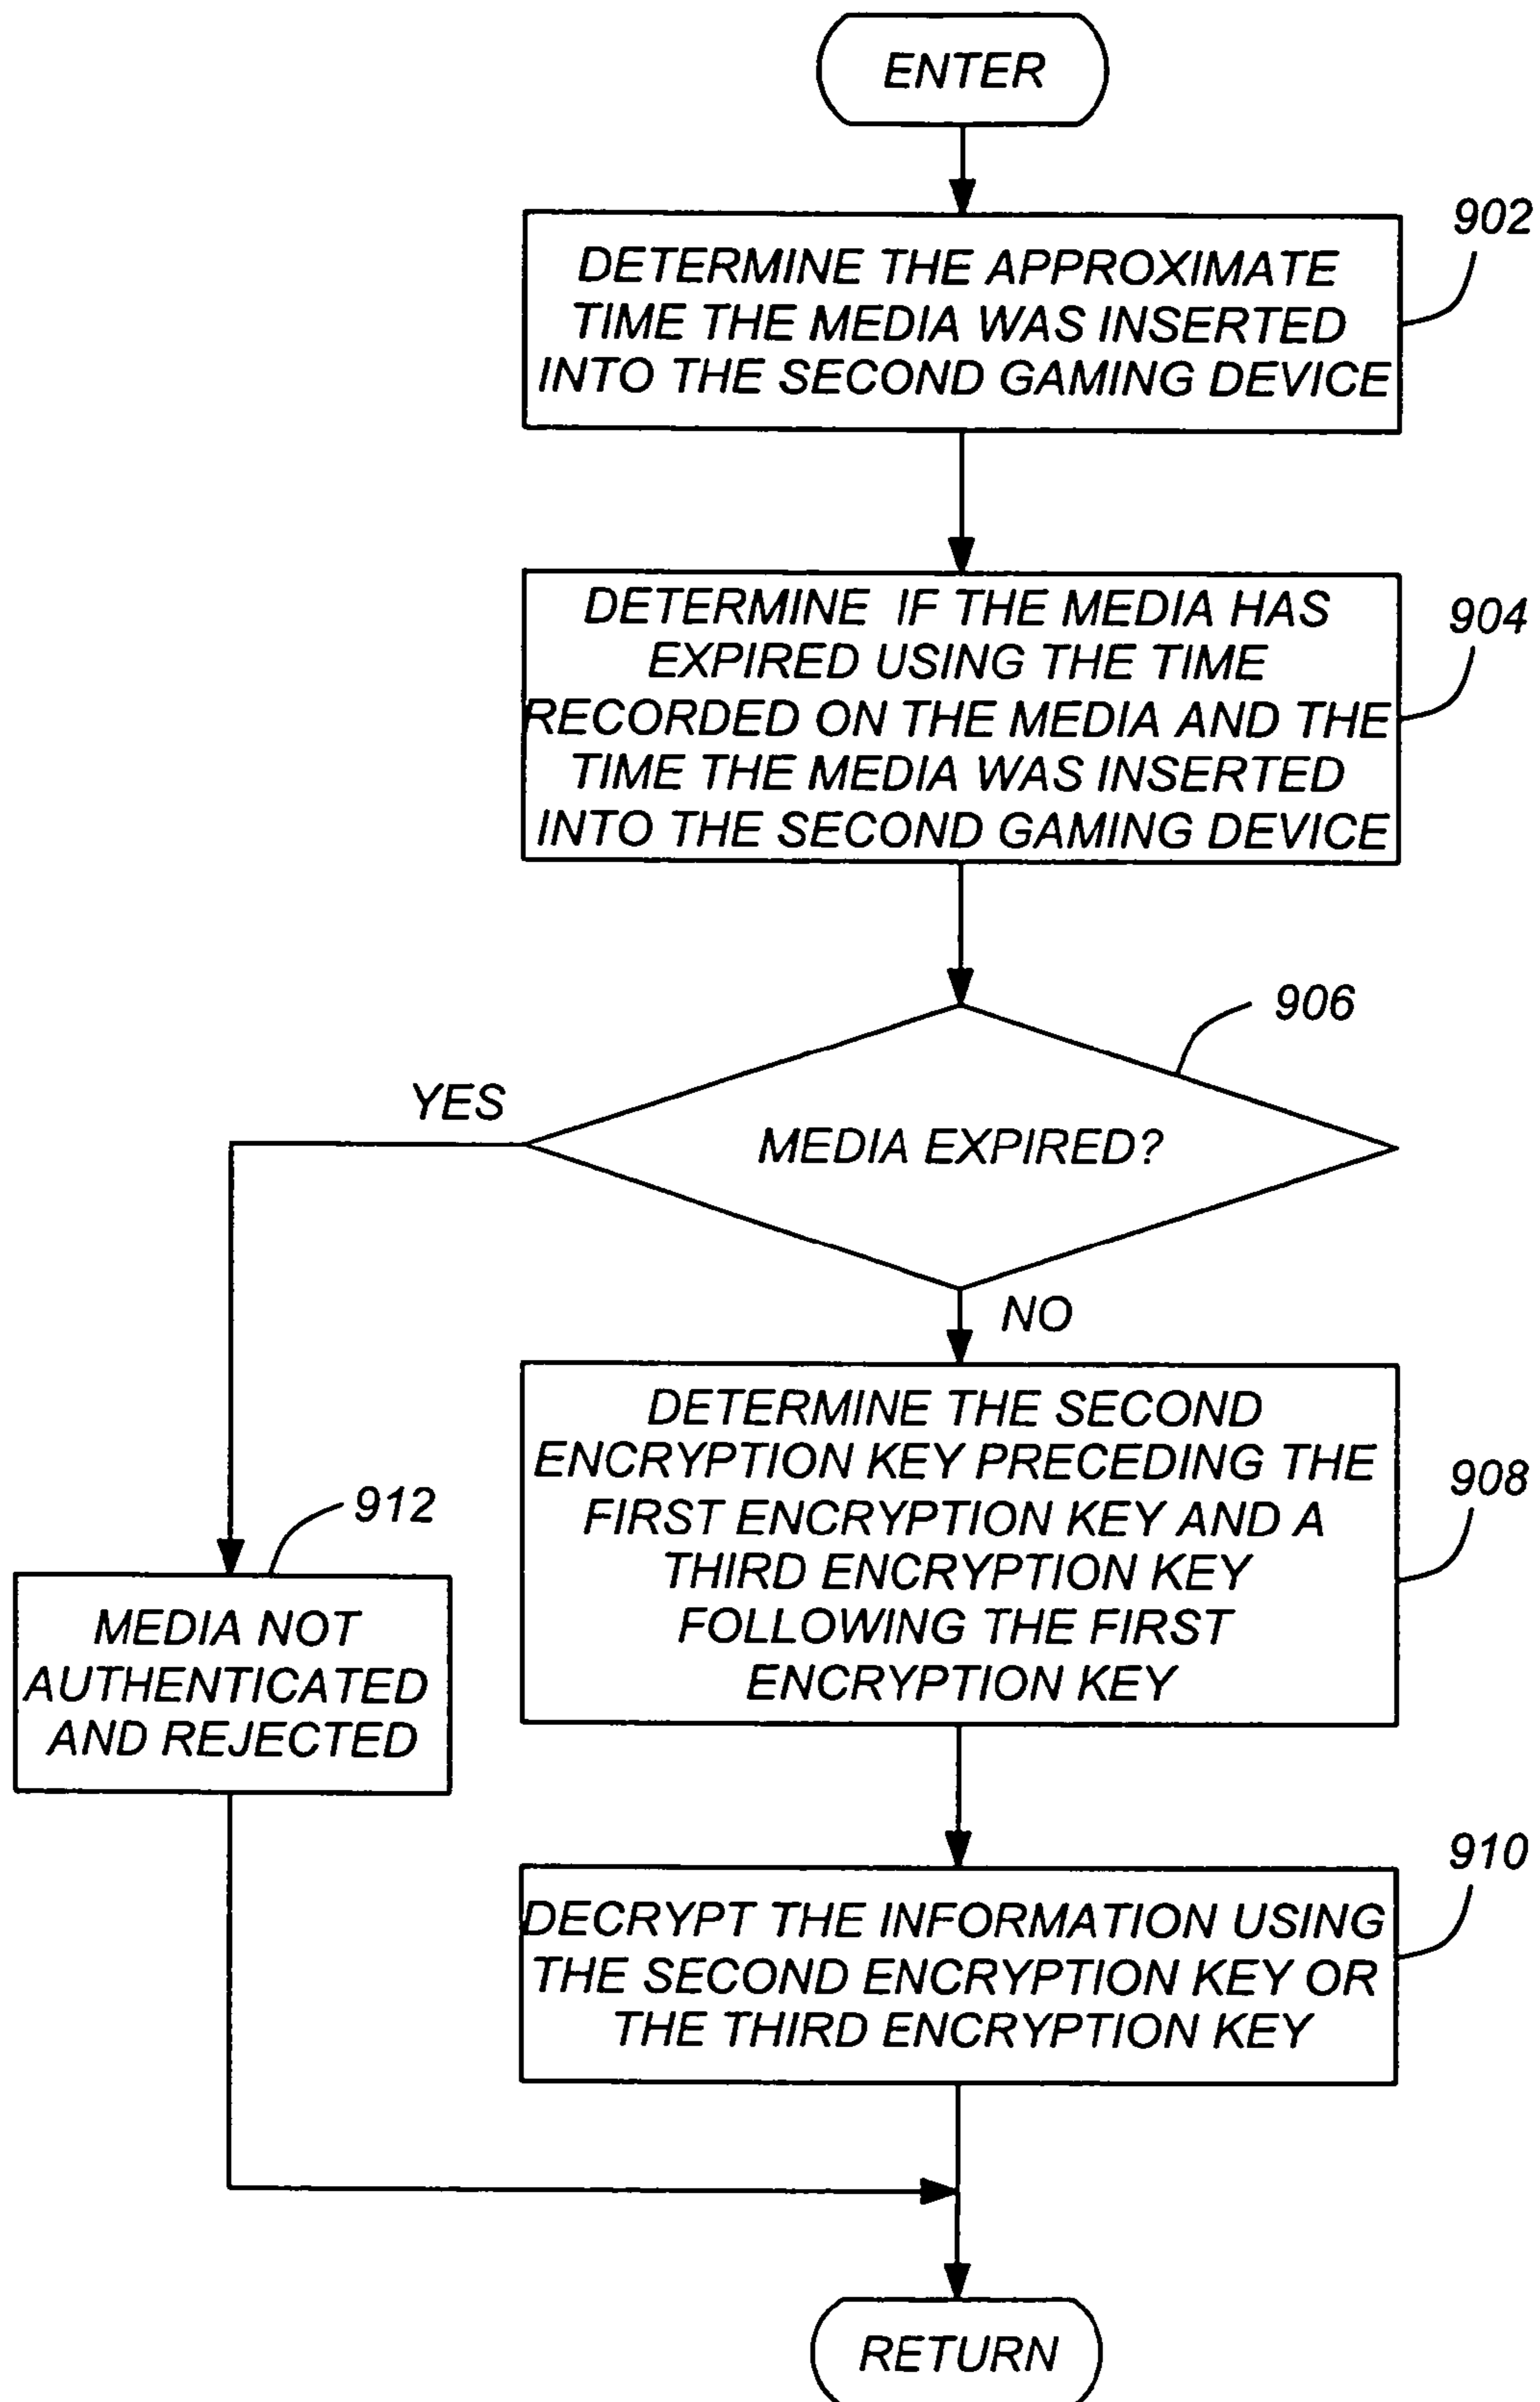 ENTER
902
DETERMINE THE APPROXIMATE
TIME THE MEDIA WAS INSERTED
INTO THE SECOND GAMING DEVICE
904
DETERMINE IF THE MEDIA HAS
EXPIRED USING THE TIME
RECORDED ON THE MEDIA AND THE
TIME THE MEDIA WAS INSERTED
INTO THE SECOND GAMING DEVICE
906
YES
MEDIA EXPIRED?
NO
DETERMINE THE SECOND
ENCRYPTION KEY PRECEDING THE
FIRST ENCRYPTION KEY AND A
THIRD ENCRYPTION KEY
FOLLOWING THE FIRST
ENCRYPTION KEY
908
912
MEDIA NOT
AUTHENTICATED
AND REJECTED
910
DECRYPT THE INFORMATION USING
THE SECOND ENCRYPTION KEY OR
THE THIRD ENCRYPTION KEY
RETURN